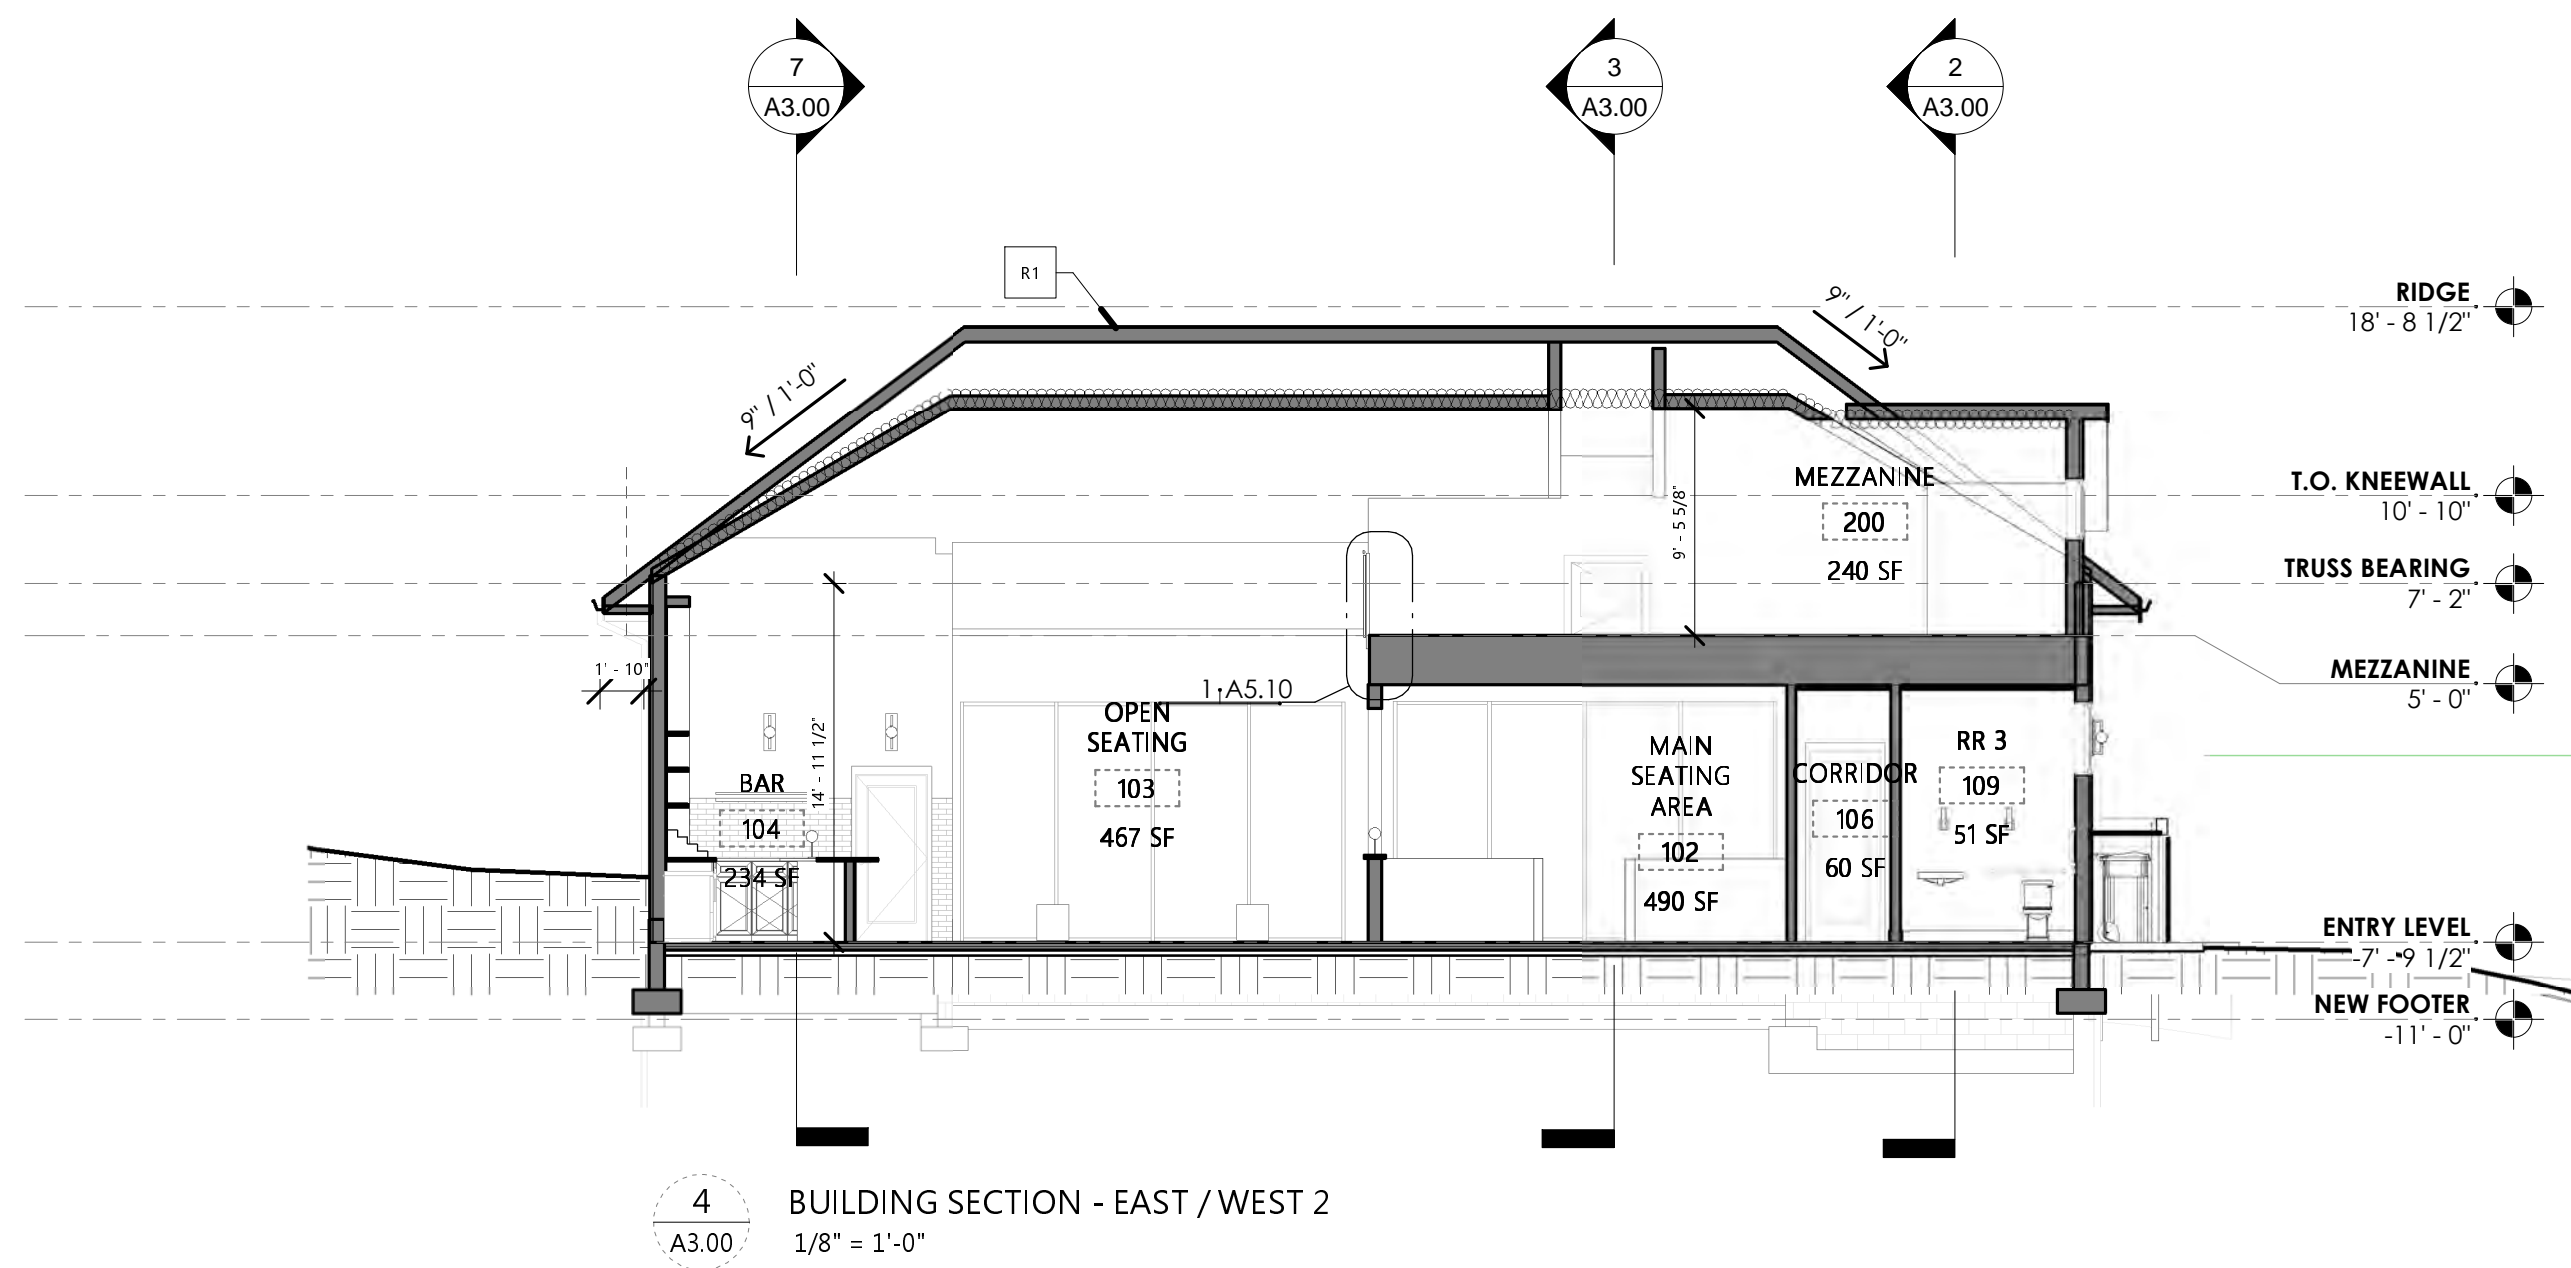 7
A3.00
3
A3.00
2
A3.00
R1
9" / 1'-0"
9" / 1'-0"
RIDGE
18' - 8 1/2"
T.O. KNEEWALL
10' - 10"
TRUSS BEARING
7' - 2"
MEZZANINE
5' - 0"
ENTRY LEVEL
-7' - 9 1/2"
NEW FOOTER
-11' - 0"
MEZZANINE
200
240 SF
9' - 5 5/8"
1' - 10"
14' - 11 1/2"
1 A5.10
BAR
104
234 SF
OPEN
SEATING
103
467 SF
MAIN
SEATING
AREA
102
490 SF
CORRIDOR
106
60 SF
RR 3
109
51 SF
4
A3.00
BUILDING SECTION - EAST / WEST 2
1/8" = 1'-0"